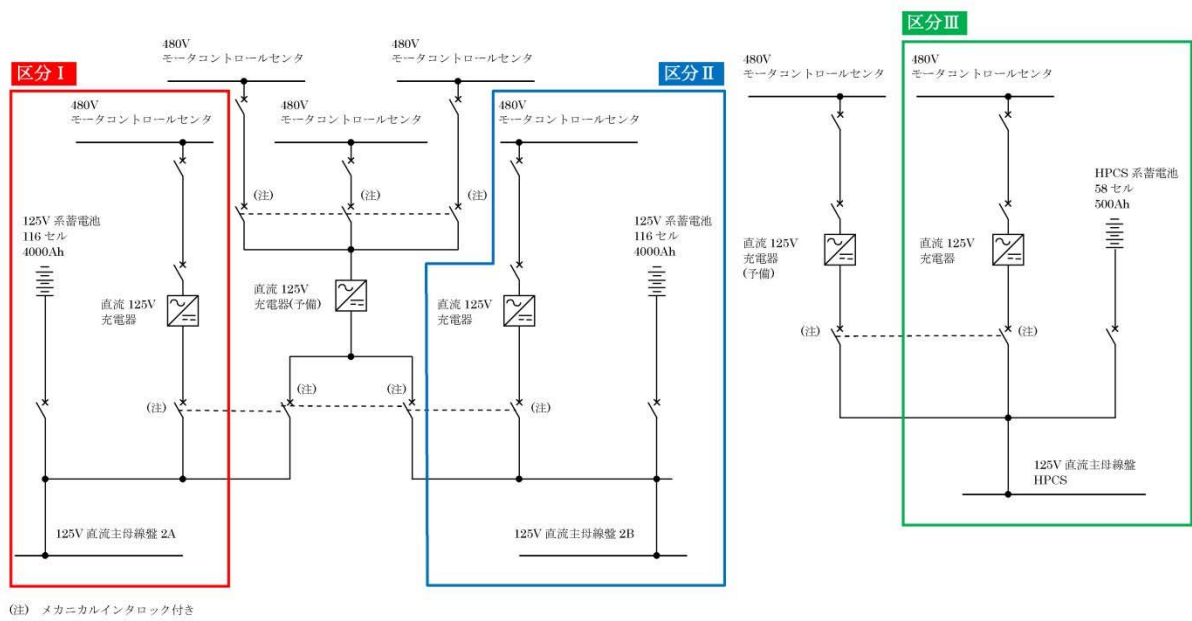 区分Ⅰ
480V
モータコントロールセンタ
125V 系蓄電池
116 セル
4000Ah
直流 125V
充電器
(注)
125V 直流主母線盤 2A
480V
モータコントロールセンタ
480V
モータコントロールセンタ
480V
モータコントロールセンタ
(注)
(注)
(注)
直流 125V
充電器(予備)
(注)
(注)
区分Ⅱ
480V
モータコントロールセンタ
125V 系蓄電池
116 セル
4000Ah
直流 125V
充電器
(注)
125V 直流主母線盤 2B
480V
モータコントロールセンタ
直流 125V
充電器
(予備)
(注)
区分Ⅲ
480V
モータコントロールセンタ
HPCS 系蓄電池
58 セル
500Ah
直流 125V
充電器
(注)
125V 直流主母線盤
HPCS
(注) メカニカルインタロック付き